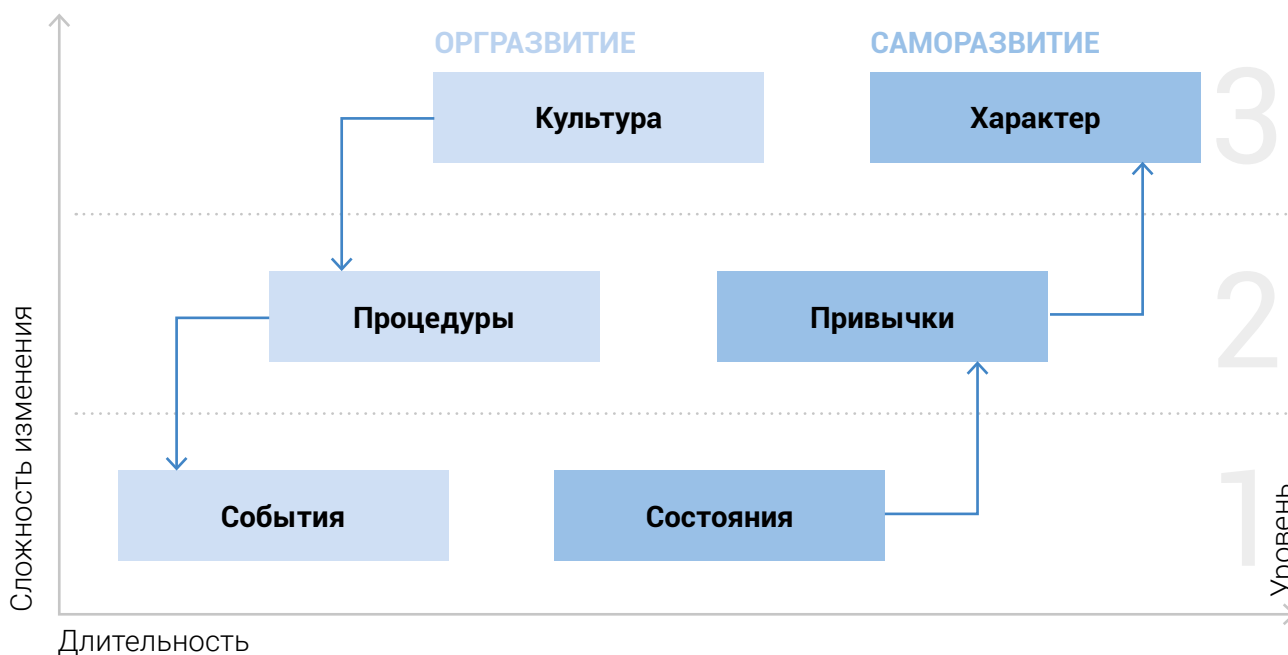 ОРГРАЗВИТИЕ
САМОРАЗВИТИЕ
Культура
Характер
3
Процедуры
Привычки
2
События
Состояния
1
Сложность изменения
Уровень
Длительность